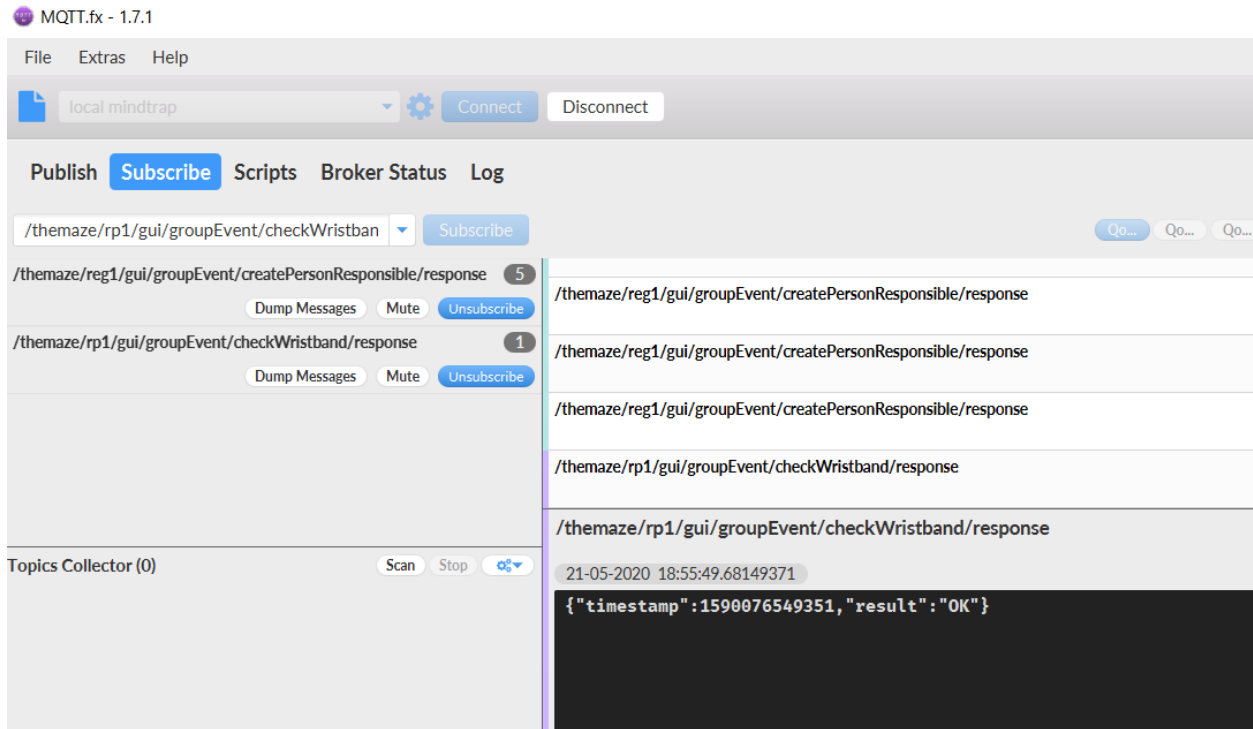 MQTT.fx - 1.7.1
File Extras Help
local mindtrap Connect Disconnect
Publish Subscribe Scripts Broker Status Log
/themaze/rp1/gui/groupEvent/checkWristban Subscribe Qo... Qo... Qo...
/themaze/reg1/gui/groupEvent/createPersonResponsible/response 5
Dump Messages Mute Unsubscribe
/themaze/rp1/gui/groupEvent/checkWristband/response 1
Dump Messages Mute Unsubscribe
Topics Collector (0) Scan Stop
/themaze/reg1/gui/groupEvent/createPersonResponsible/response
/themaze/reg1/gui/groupEvent/createPersonResponsible/response
/themaze/reg1/gui/groupEvent/createPersonResponsible/response
/themaze/rp1/gui/groupEvent/checkWristband/response
/themaze/rp1/gui/groupEvent/checkWristband/response
21-05-2020 18:55:49.68149371
{"timestamp":1590076549351,"result":"OK"}